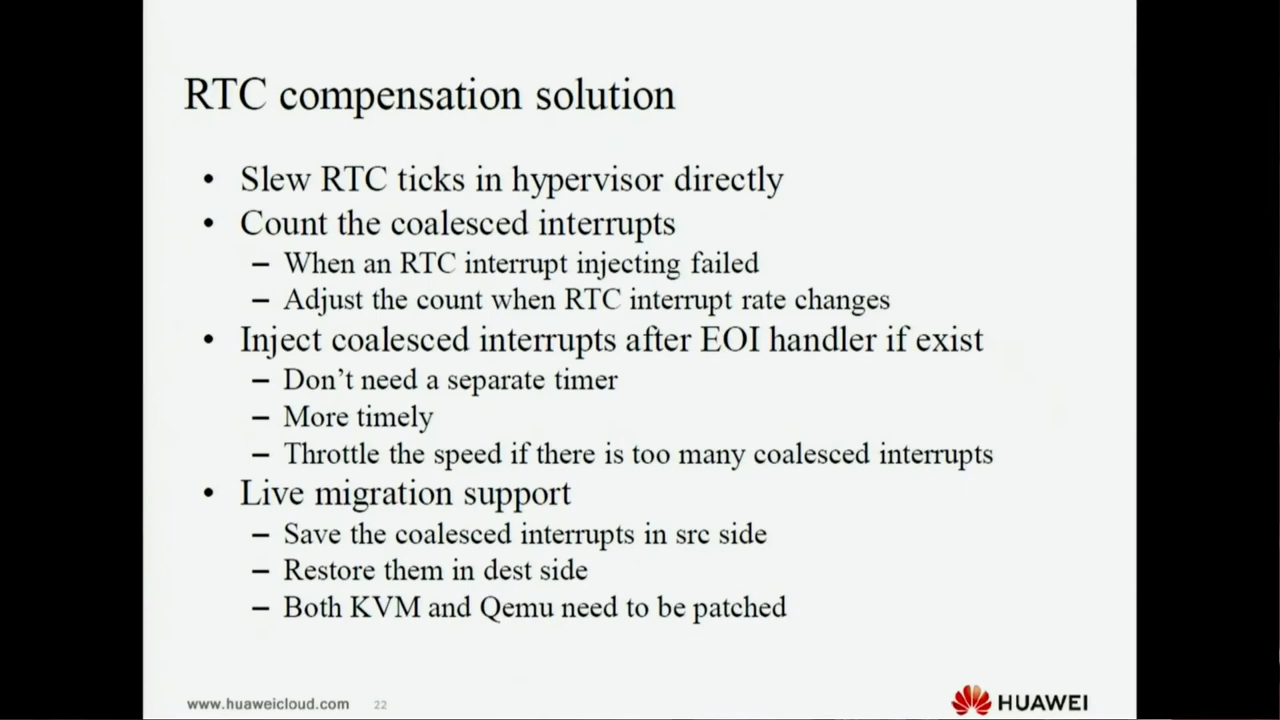 RTC compensation solution
• Slew RTC ticks in hypervisor directly
• Count the coalesced interrupts
– When an RTC interrupt injecting failed
– Adjust the count when RTC interrupt rate changes
• Inject coalesced interrupts after EOI handler if exist
– Don’t need a separate timer
– More timely
– Throttle the speed if there is too many coalesced interrupts
• Live migration support
– Save the coalesced interrupts in src side
– Restore them in dest side
– Both KVM and Qemu need to be patched
www.huaweicloud.com 22
HUAWEI